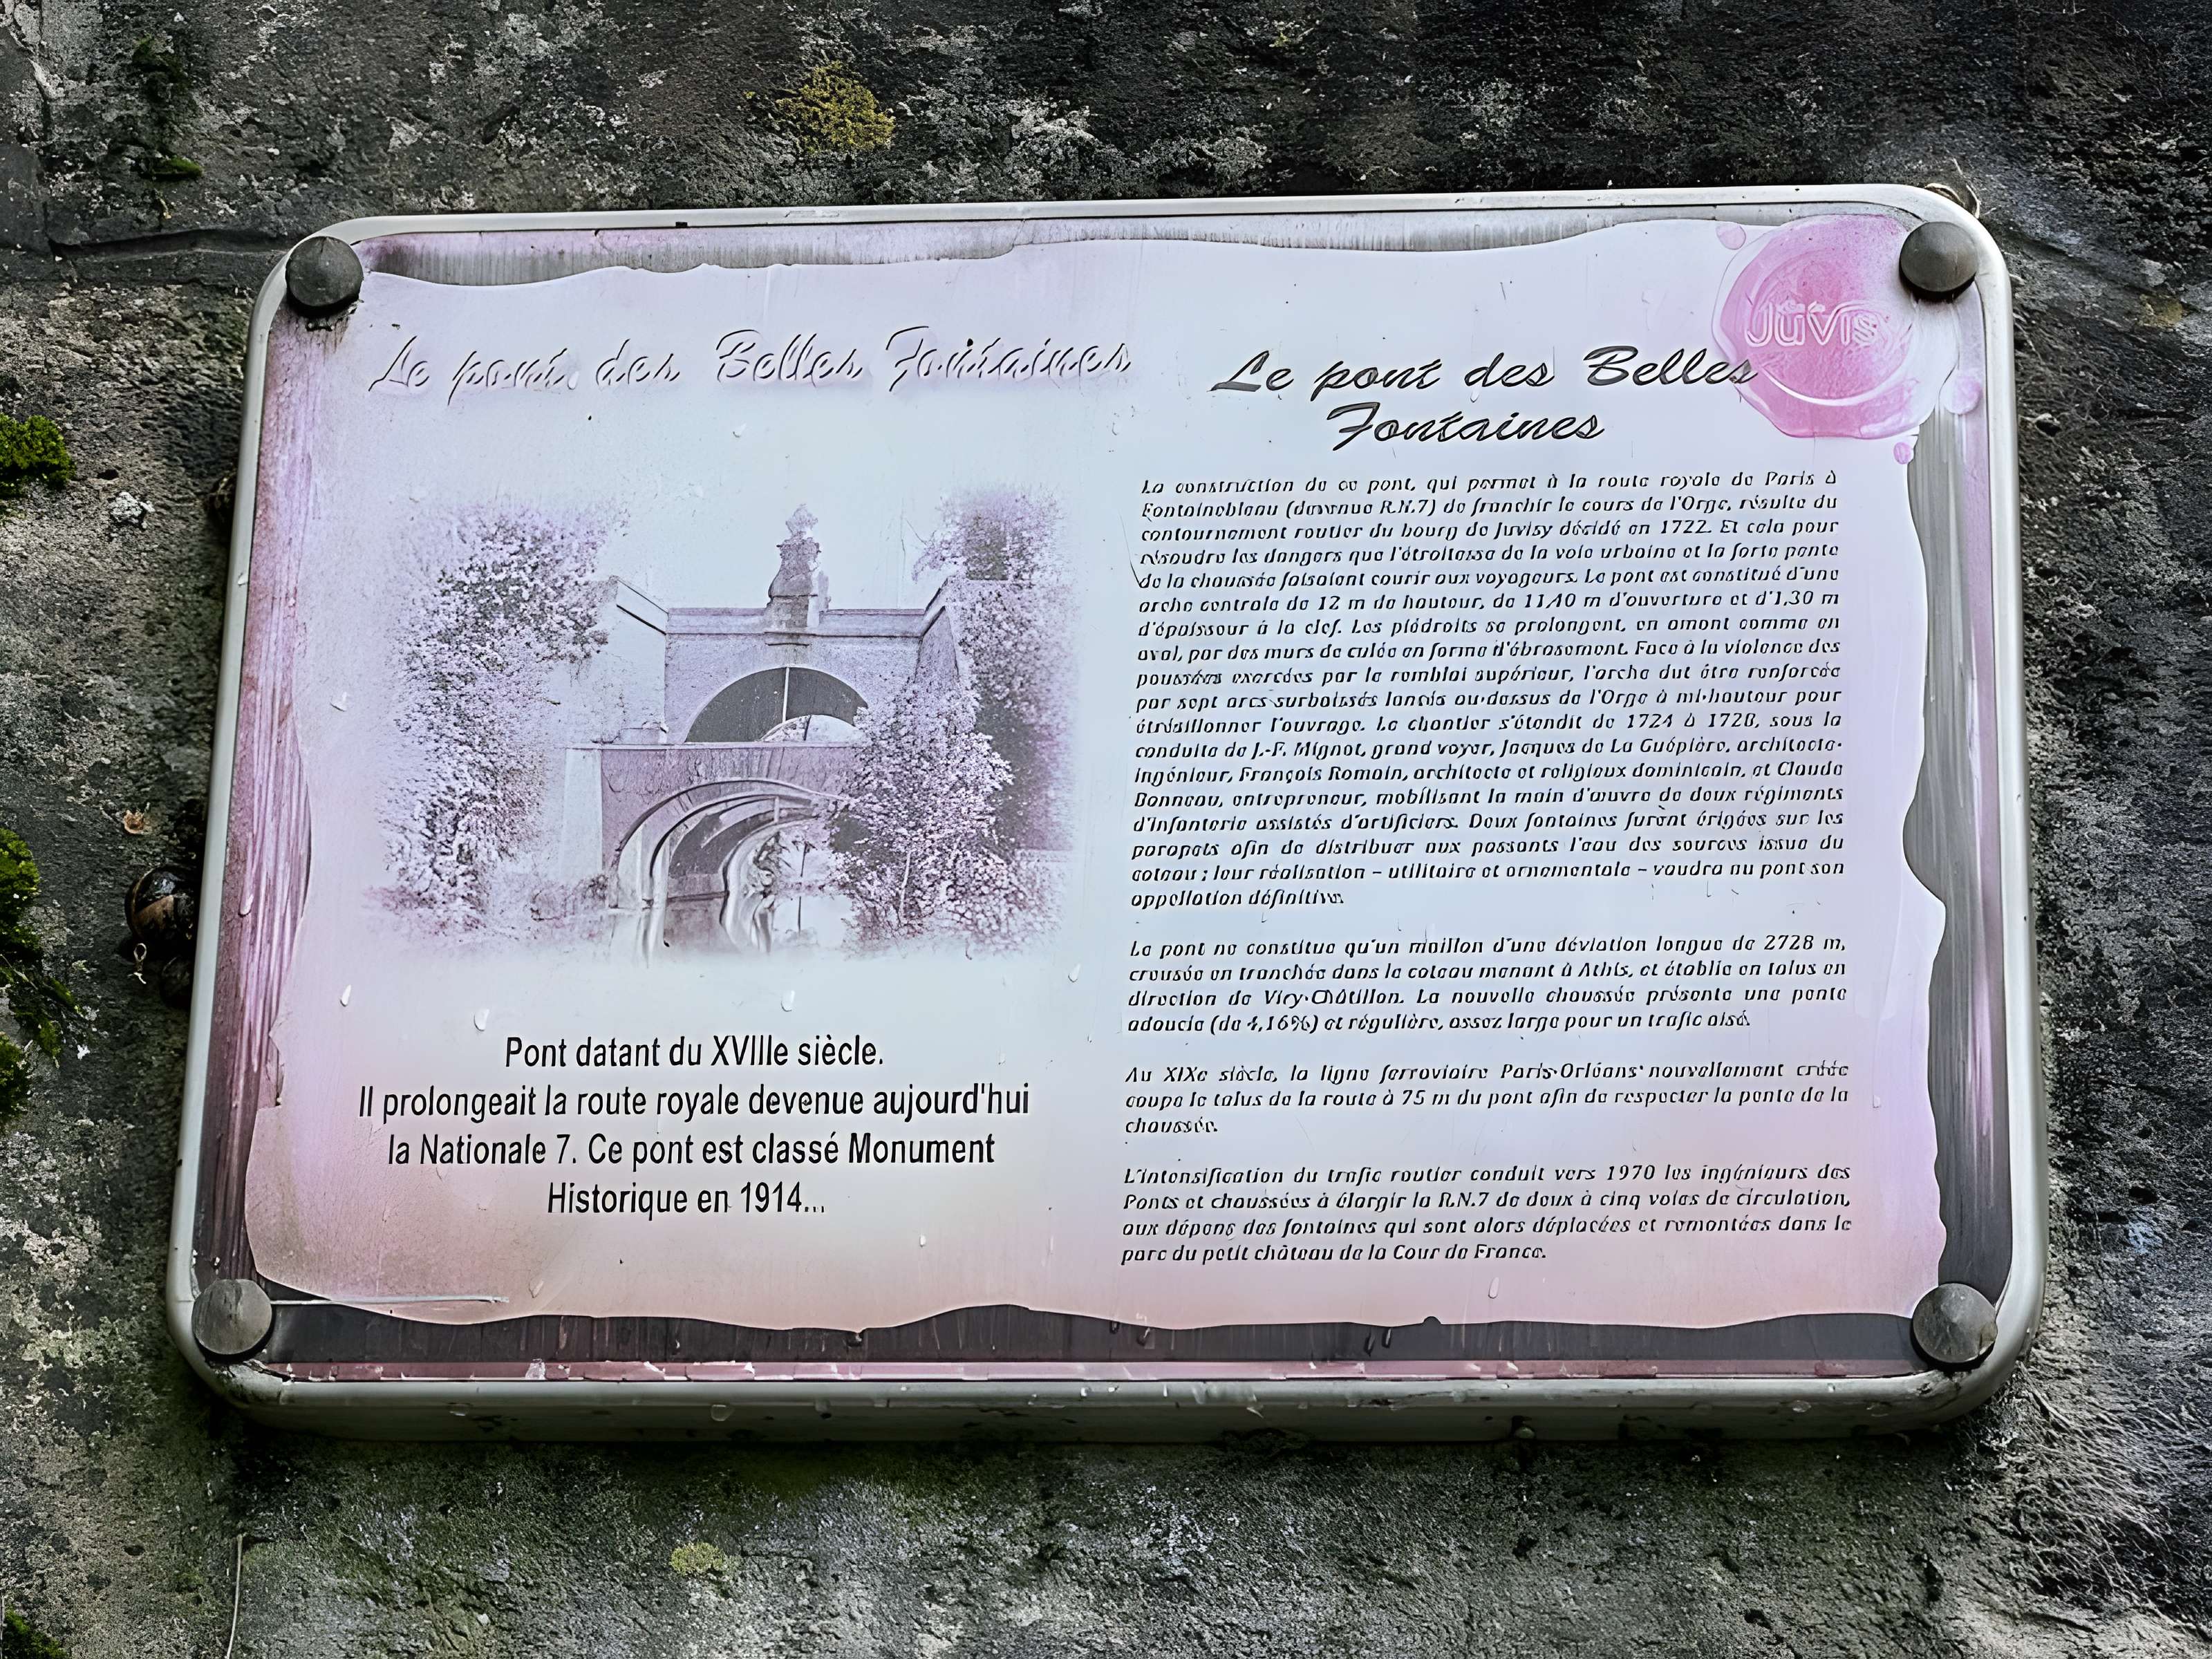 Le pont des Belles Fontaines
Pont datant du XVIIIe siècle.
Il prolongeait la route royale devenue aujourd'hui
la Nationale 7. Ce pont est classé Monument
Historique en 1914...
Juvisy
Le pont des Belles
Fontaines
La construction de ce pont, qui permet à la route royale de Paris à
Fontainebleau (devenue R.N.7) de franchir le cours de l'Orge, résulte du
contournement routier du bourg de Juvisy décidé en 1722. Et cela pour
résoudre les dangers que l'étroitesse de la voie urbaine et la forte pente
de la chaussée faisaient courir aux voyageurs. Le pont est constitué d'une
arche centrale de 12 m de hauteur, de 11,40 m d'ouverture et d'1,30 m
d'épaisseur à la clef. Les piédroits se prolongent, en amont comme en
aval, par des murs de culée en forme d'ébrasement. Face à la violence des
poussées exercées par le remblai supérieur, l'arche dut être renforcée
par sept arcs surbaissés lancés au-dessus de l'Orge à mi-hauteur pour
étrésillonner l'ouvrage. Le chantier s'étendit de 1724 à 1728, sous la
conduite de J.-F. Mignot, grand voyer, Jacques de La Guépière, architecte-
ingénieur, François Romain, architecte et religieux dominicain, et Claude
Bonneau, entrepreneur, mobilisant la main d'œuvre de deux régiments
d'infanterie assistés d'artificiers. Deux fontaines furent érigées sur les
parapets afin de distribuer aux passants l'eau des sources issue du
coteau ; leur réalisation – utilitaire et ornementale – vaudra au pont son
appellation définitive.
Le pont ne constitue qu'un maillon d'une déviation longue de 2728 m,
creusée en tranchée dans le coteau menant à Athis, et établie en talus en
direction de Viry-Châtillon. La nouvelle chaussée présente une pente
adoucie (de 4,16%) et régulière, assez large pour un trafic aisé.
Au XIXe siècle, la ligne ferroviaire Paris-Orléans nouvellement créée
coupe le talus de la route à 75 m du pont afin de respecter la pente de la
chaussée.
L'intensification du trafic routier conduit vers 1970 les ingénieurs des
Ponts et chaussées à élargir la R.N.7 de deux à cinq voies de circulation,
aux dépens des fontaines qui sont alors déplacées et remontées dans le
parc du petit château de la Cour de France.